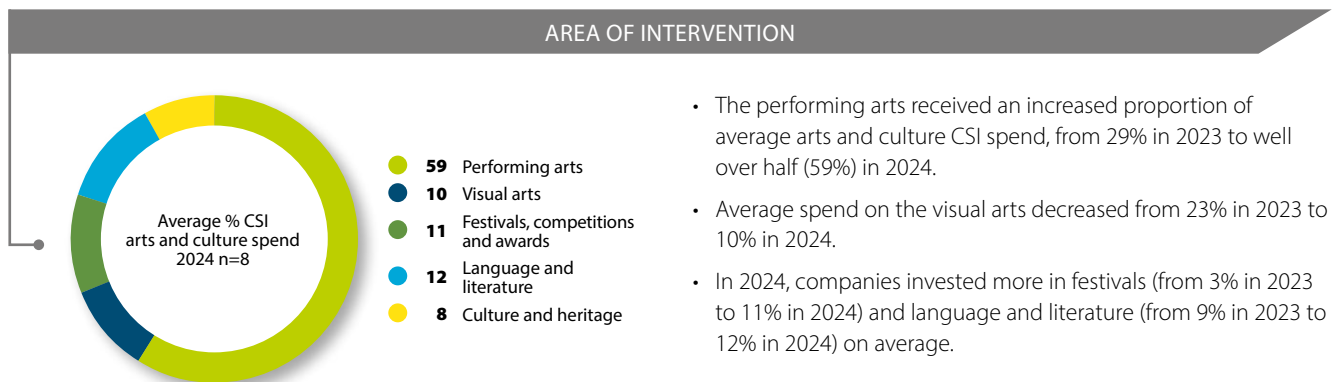 AREA OF INTERVENTION
Average % CSI
arts and culture spend
2024 n=8
59 Performing arts
10 Visual arts
11 Festivals, competitions
and awards
12 Language and
literature
8 Culture and heritage
• The performing arts received an increased proportion of
average arts and culture CSI spend, from 29% in 2023 to well
over half (59%) in 2024.
• Average spend on the visual arts decreased from 23% in 2023 to
10% in 2024.
• In 2024, companies invested more in festivals (from 3% in 2023
to 11% in 2024) and language and literature (from 9% in 2023 to
12% in 2024) on average.